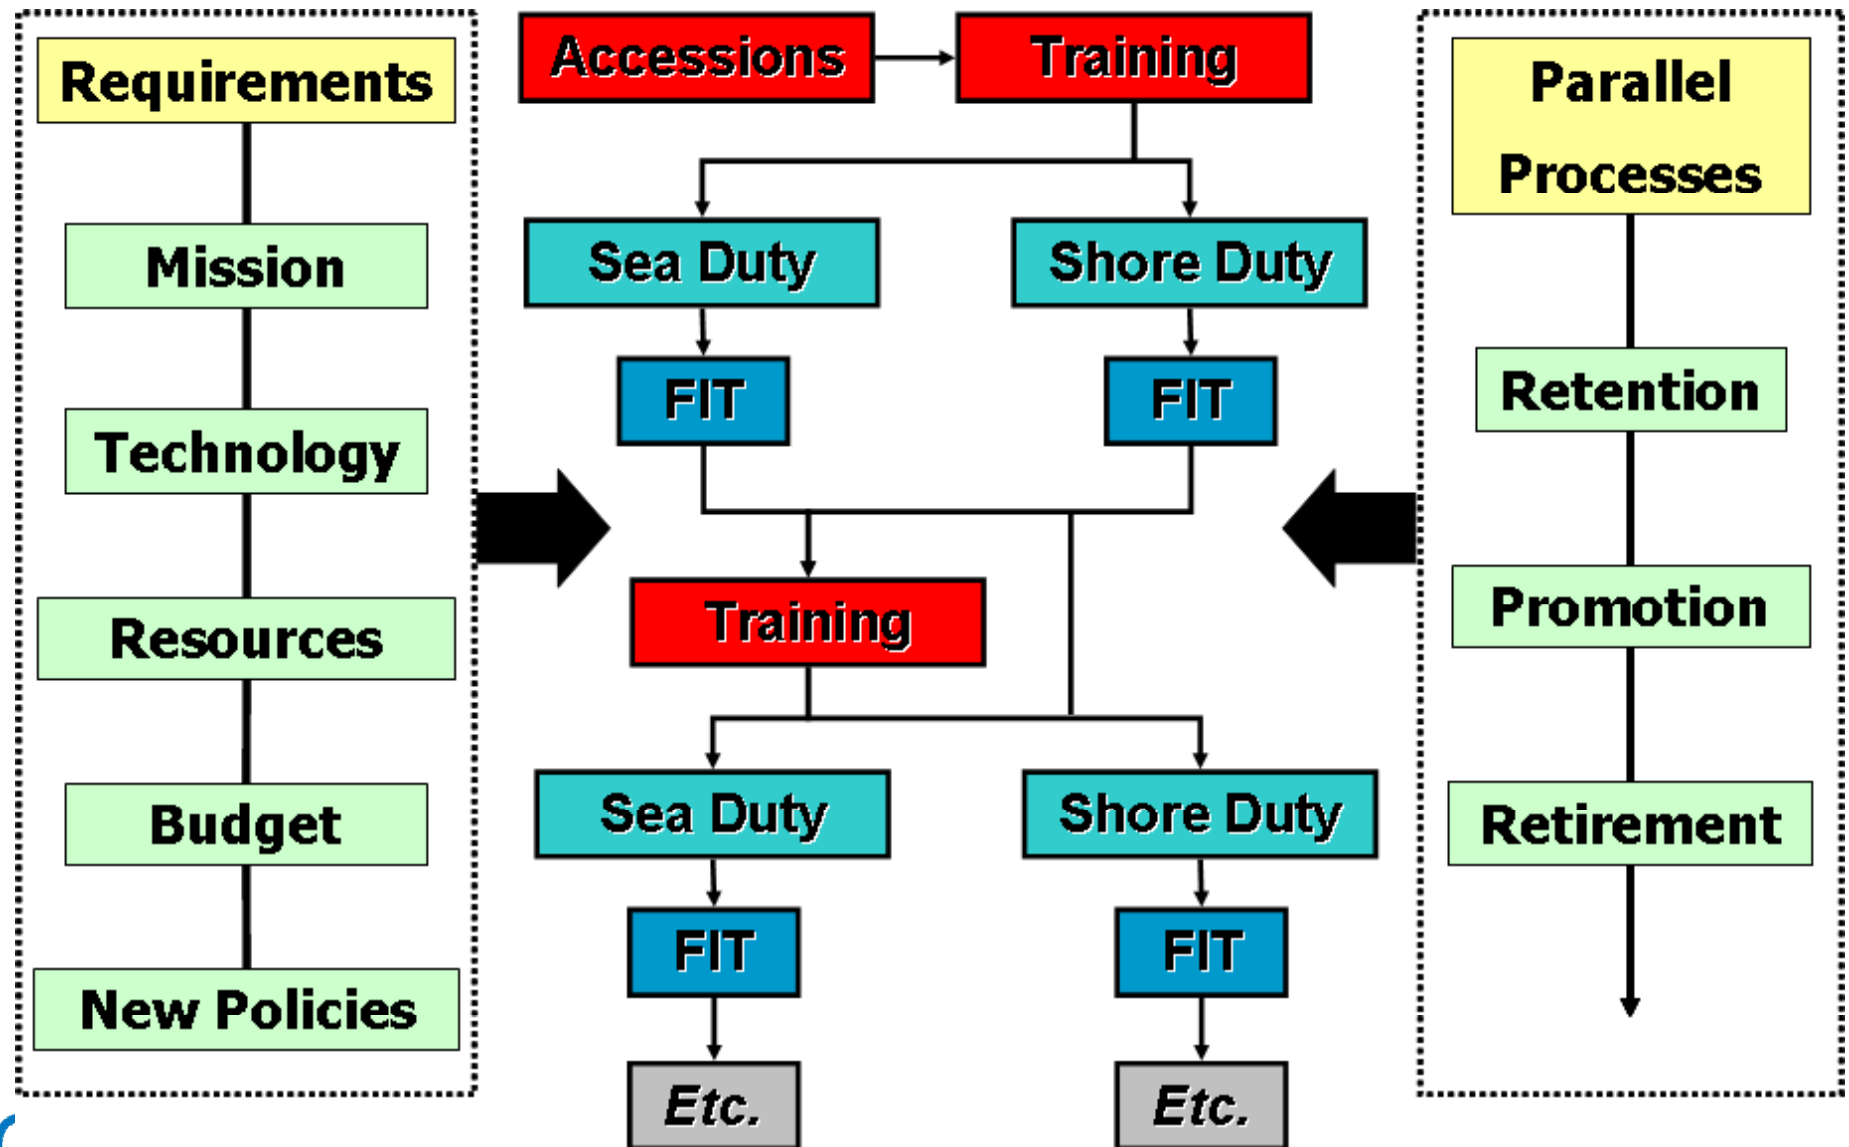 Requirements
Mission
Technology
Resources
Budget
New Policies
Accessions
Training
Sea Duty
Shore Duty
FIT
FIT
Training
Sea Duty
Shore Duty
FIT
FIT
Etc.
Etc.
Parallel
Processes
Retention
Promotion
Retirement